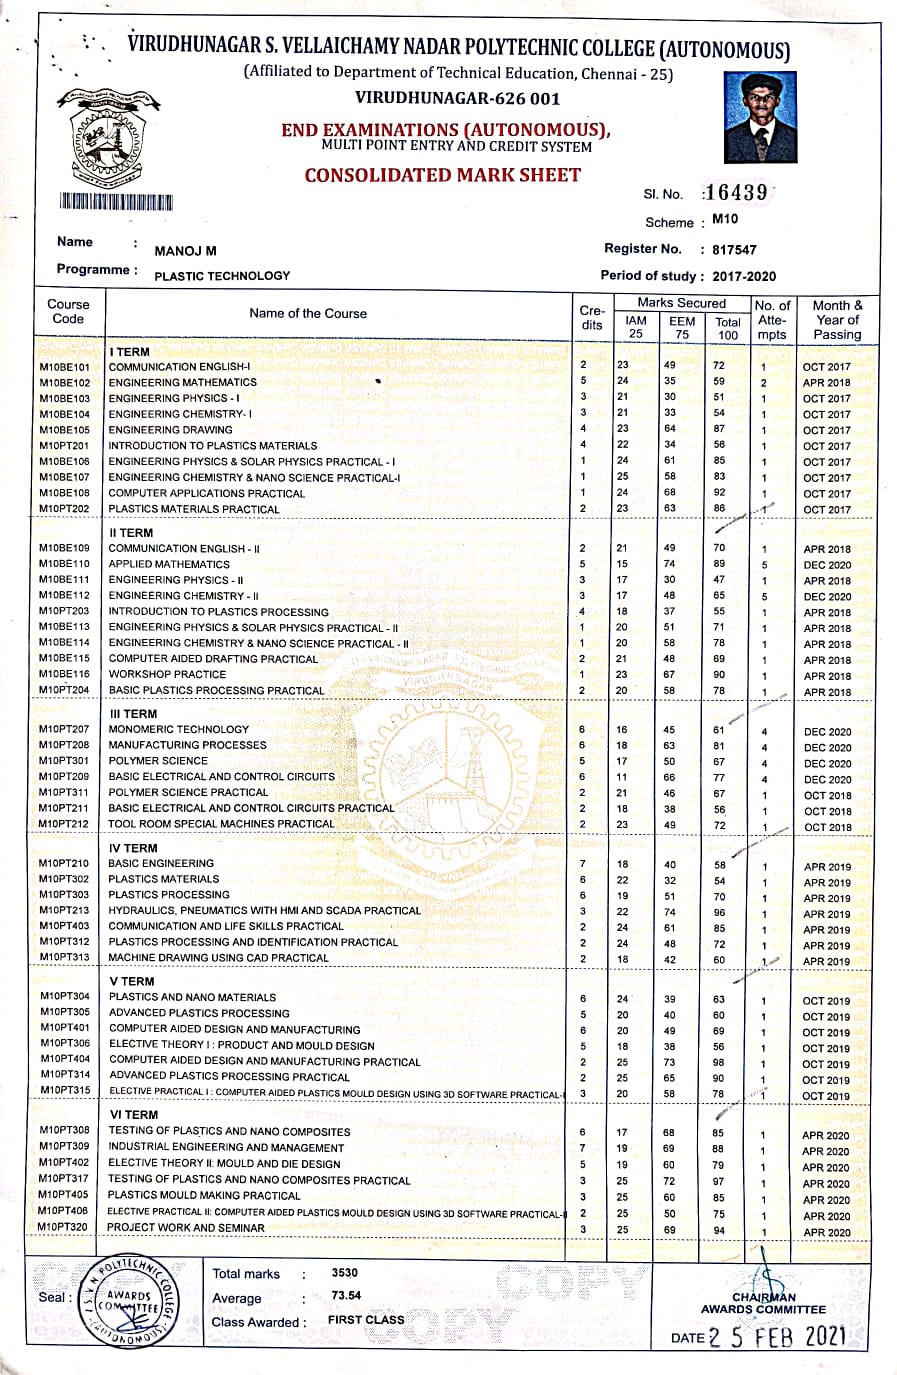 VIRUDHUNAGAR S. VELLAICHAMY NADAR POLYTECHNIC COLLEGE (AUTONOMOUS)
(Affiliated to Department of Technical Education, Chennai - 25)
VIRUDHUNAGAR-626 001
END EXAMINATIONS (AUTONOMOUS),
MULTI POINT ENTRY AND CREDIT SYSTEM
CONSOLIDATED MARK SHEET
Sl. No. : 16439
Scheme : M10
Name : MANOJ M
Register No. : 817547
Programme : PLASTIC TECHNOLOGY
Period of study : 2017-2020
Course Code Name of the Course Cre-dits Marks Secured IAM 25 EEM 75 Total 100 No. of Atte-mpts Month & Year of Passing
I TERM
M10BE101 COMMUNICATION ENGLISH-I 2 23 49 72 1 OCT 2017
M10BE102 ENGINEERING MATHEMATICS 5 24 35 59 2 APR 2018
M10BE103 ENGINEERING PHYSICS - I 3 21 30 51 1 OCT 2017
M10BE104 ENGINEERING CHEMISTRY- I 3 21 33 54 1 OCT 2017
M10BE105 ENGINEERING DRAWING 4 23 64 87 1 OCT 2017
M10PT201 INTRODUCTION TO PLASTICS MATERIALS 4 22 34 56 1 OCT 2017
M10BE106 ENGINEERING PHYSICS & SOLAR PHYSICS PRACTICAL - I 1 24 61 85 1 OCT 2017
M10BE107 ENGINEERING CHEMISTRY & NANO SCIENCE PRACTICAL-I 1 25 58 83 1 OCT 2017
M10BE108 COMPUTER APPLICATIONS PRACTICAL 1 24 68 92 1 OCT 2017
M10PT202 PLASTICS MATERIALS PRACTICAL 2 23 63 86 1 OCT 2017
II TERM
M10BE109 COMMUNICATION ENGLISH - II 2 21 49 70 1 APR 2018
M10BE110 APPLIED MATHEMATICS 5 15 74 89 5 DEC 2020
M10BE111 ENGINEERING PHYSICS - II 3 17 30 47 1 APR 2018
M10BE112 ENGINEERING CHEMISTRY - II 3 17 48 65 5 DEC 2020
M10PT203 INTRODUCTION TO PLASTICS PROCESSING 4 18 37 55 1 APR 2018
M10BE113 ENGINEERING PHYSICS & SOLAR PHYSICS PRACTICAL - II 1 20 51 71 1 APR 2018
M10BE114 ENGINEERING CHEMISTRY & NANO SCIENCE PRACTICAL - II 1 20 58 78 1 APR 2018
M10BE115 COMPUTER AIDED DRAFTING PRACTICAL 2 21 48 69 1 APR 2018
M10BE116 WORKSHOP PRACTICE 1 23 67 90 1 APR 2018
M10PT204 BASIC PLASTICS PROCESSING PRACTICAL 2 20 58 78 1 APR 2018
III TERM
M10PT207 MONOMERIC TECHNOLOGY 6 16 45 61 4 DEC 2020
M10PT208 MANUFACTURING PROCESSES 6 18 63 81 4 DEC 2020
M10PT301 POLYMER SCIENCE 5 17 50 67 4 DEC 2020
M10PT209 BASIC ELECTRICAL AND CONTROL CIRCUITS 6 11 66 77 4 DEC 2020
M10PT311 POLYMER SCIENCE PRACTICAL 2 21 46 67 1 OCT 2018
M10PT211 BASIC ELECTRICAL AND CONTROL CIRCUITS PRACTICAL 2 18 38 56 1 OCT 2018
M10PT212 TOOL ROOM SPECIAL MACHINES PRACTICAL 2 23 49 72 1 OCT 2018
IV TERM
M10PT210 BASIC ENGINEERING 7 18 40 58 1 APR 2019
M10PT302 PLASTICS MATERIALS 6 22 32 54 1 APR 2019
M10PT303 PLASTICS PROCESSING 6 19 51 70 1 APR 2019
M10PT213 HYDRAULICS, PNEUMATICS WITH HMI AND SCADA PRACTICAL 3 22 74 96 1 APR 2019
M10PT403 COMMUNICATION AND LIFE SKILLS PRACTICAL 2 24 61 85 1 APR 2019
M10PT312 PLASTICS PROCESSING AND IDENTIFICATION PRACTICAL 2 24 48 72 1 APR 2019
M10PT313 MACHINE DRAWING USING CAD PRACTICAL 2 18 42 60 1 APR 2019
V TERM
M10PT304 PLASTICS AND NANO MATERIALS 6 24 39 63 1 OCT 2019
M10PT305 ADVANCED PLASTICS PROCESSING 5 20 40 60 1 OCT 2019
M10PT401 COMPUTER AIDED DESIGN AND MANUFACTURING 6 20 49 69 1 OCT 2019
M10PT306 ELECTIVE THEORY I : PRODUCT AND MOULD DESIGN 5 18 38 56 1 OCT 2019
M10PT404 COMPUTER AIDED DESIGN AND MANUFACTURING PRACTICAL 2 25 73 98 1 OCT 2019
M10PT314 ADVANCED PLASTICS PROCESSING PRACTICAL 2 25 65 90 1 OCT 2019
M10PT315 ELECTIVE PRACTICAL I : COMPUTER AIDED PLASTICS MOULD DESIGN USING 3D SOFTWARE PRACTICAL-I 3 20 58 78 1 OCT 2019
VI TERM
M10PT308 TESTING OF PLASTICS AND NANO COMPOSITES 6 17 68 85 1 APR 2020
M10PT309 INDUSTRIAL ENGINEERING AND MANAGEMENT 7 19 69 88 1 APR 2020
M10PT402 ELECTIVE THEORY II: MOULD AND DIE DESIGN 5 19 60 79 1 APR 2020
M10PT317 TESTING OF PLASTICS AND NANO COMPOSITES PRACTICAL 3 25 72 97 1 APR 2020
M10PT405 PLASTICS MOULD MAKING PRACTICAL 3 25 60 85 1 APR 2020
M10PT406 ELECTIVE PRACTICAL II: COMPUTER AIDED PLASTICS MOULD DESIGN USING 3D SOFTWARE PRACTICAL-II 2 25 50 75 1 APR 2020
M10PT320 PROJECT WORK AND SEMINAR 3 25 69 94 1 APR 2020
Total marks : 3530
Average : 73.54
Class Awarded : FIRST CLASS
Seal :
S.V.N POLYTECHNIC COLLEGE
AWARDS
COMMITTEE
(AUTONOMOUS)
COPY
COPY
CHAIRMAN
AWARDS COMMITTEE
DATE 25 FEB 2021